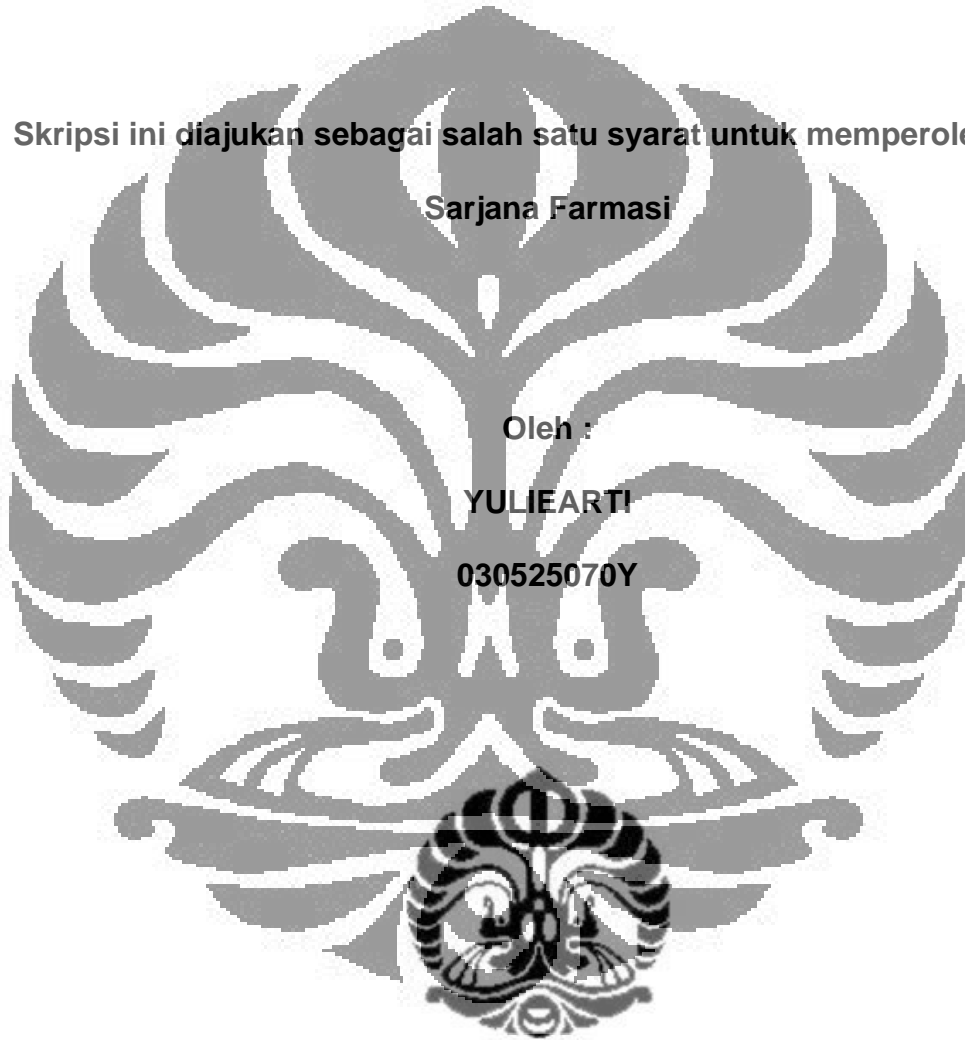 Skripsi ini diajukan sebagai salah satu syarat untuk memperole
Sarjana Farmasi
Oleh :
YULIEARTI
030525070Y